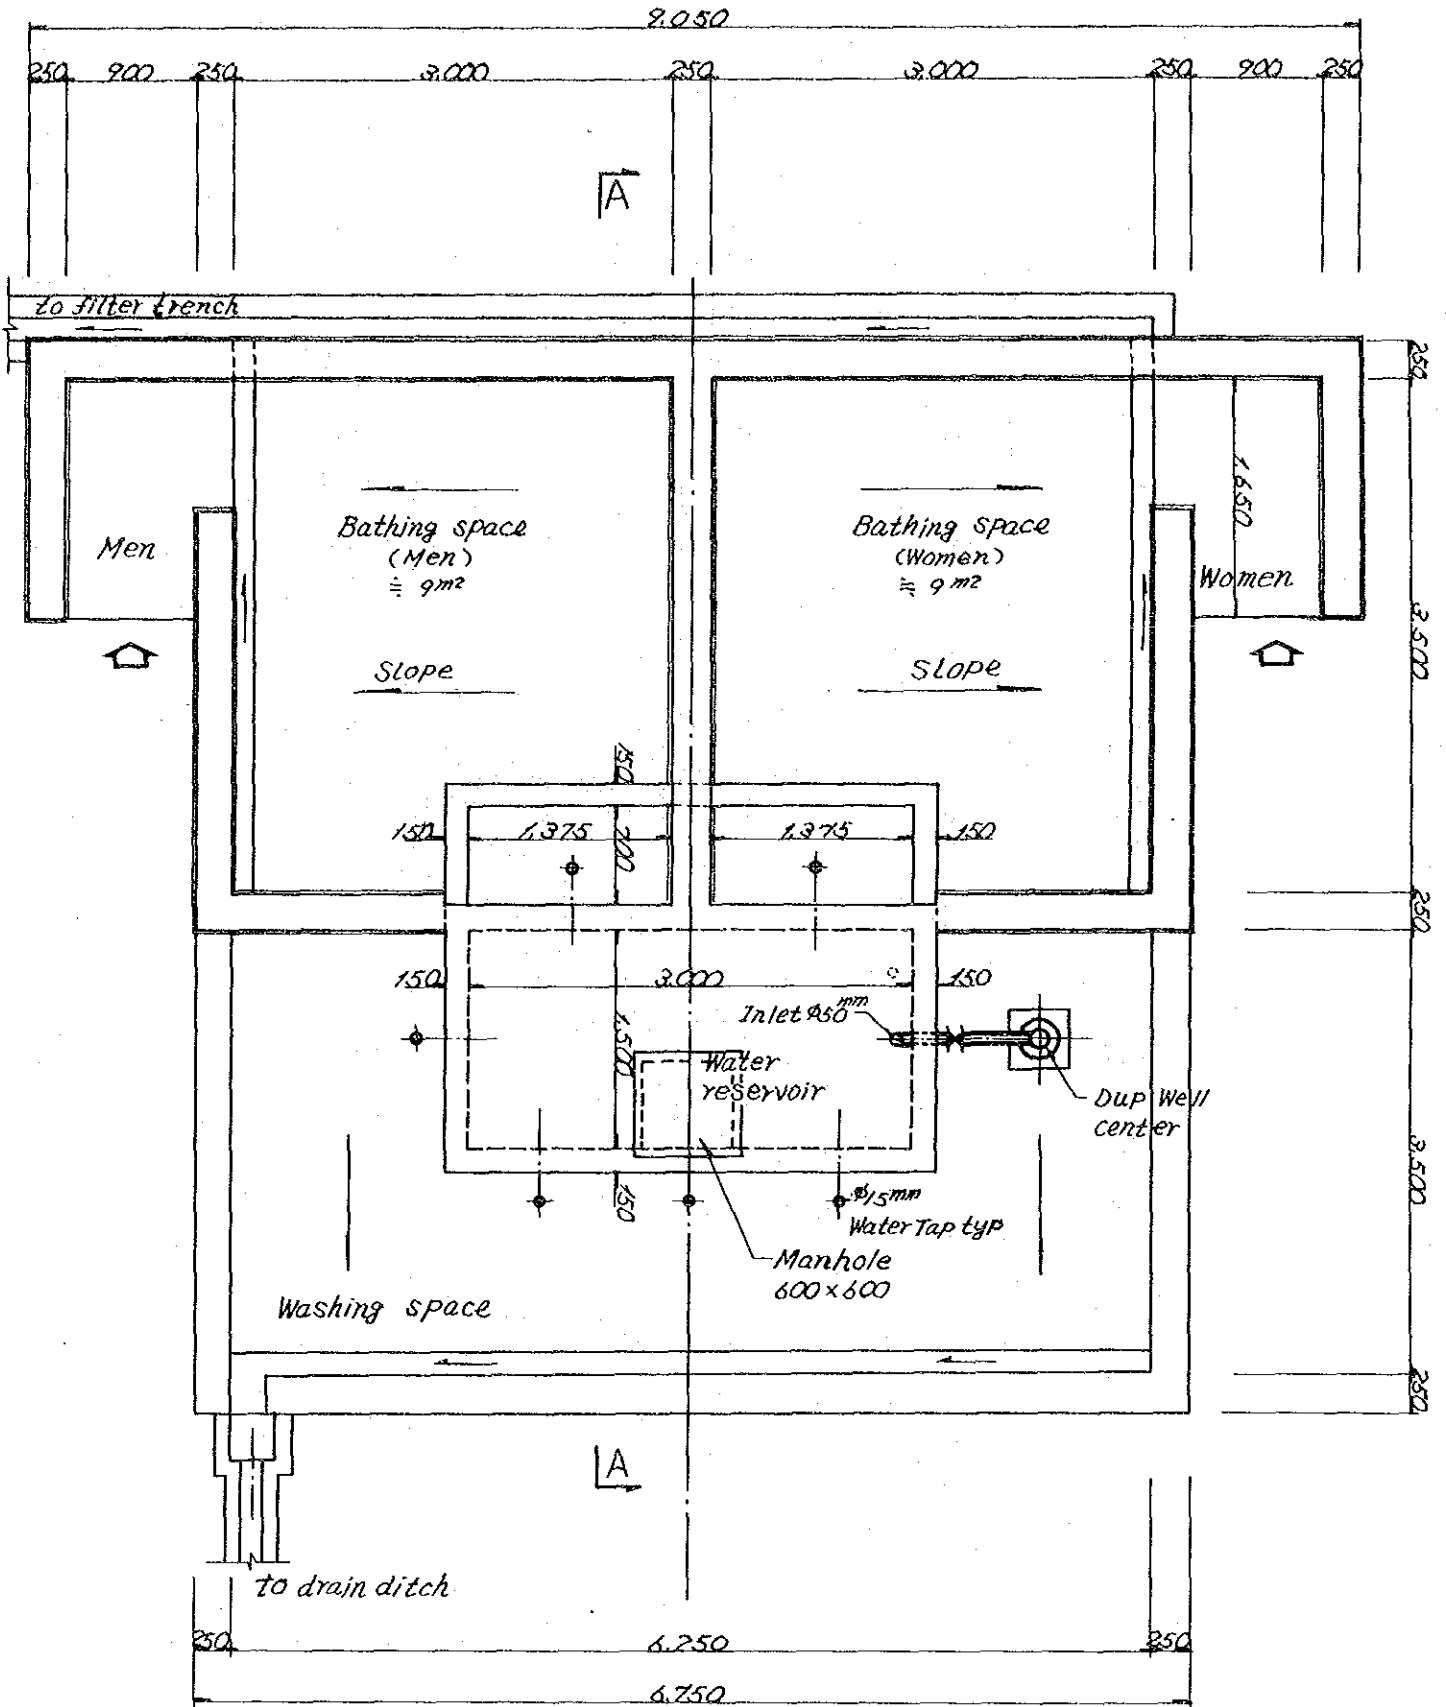 9.050
250 900 250 3.000 250 3.000 250 900 250
A
to filter trench
250
1.650
Bathing space
(Men)
≒ 9m²
Bathing space
(Women)
≒ 9m²
Men
Women
3.500
Slope
Slope
150
150 1.375 200 1.375 150
250
150 3.000 150
Inlet φ50mm
1.500
Water
reservoir
Dup Well
center
3.500
150
φ15mm
Water Tap typ
Manhole
600×600
Washing space
250
A
to drain ditch
250 6.250 250
6.750